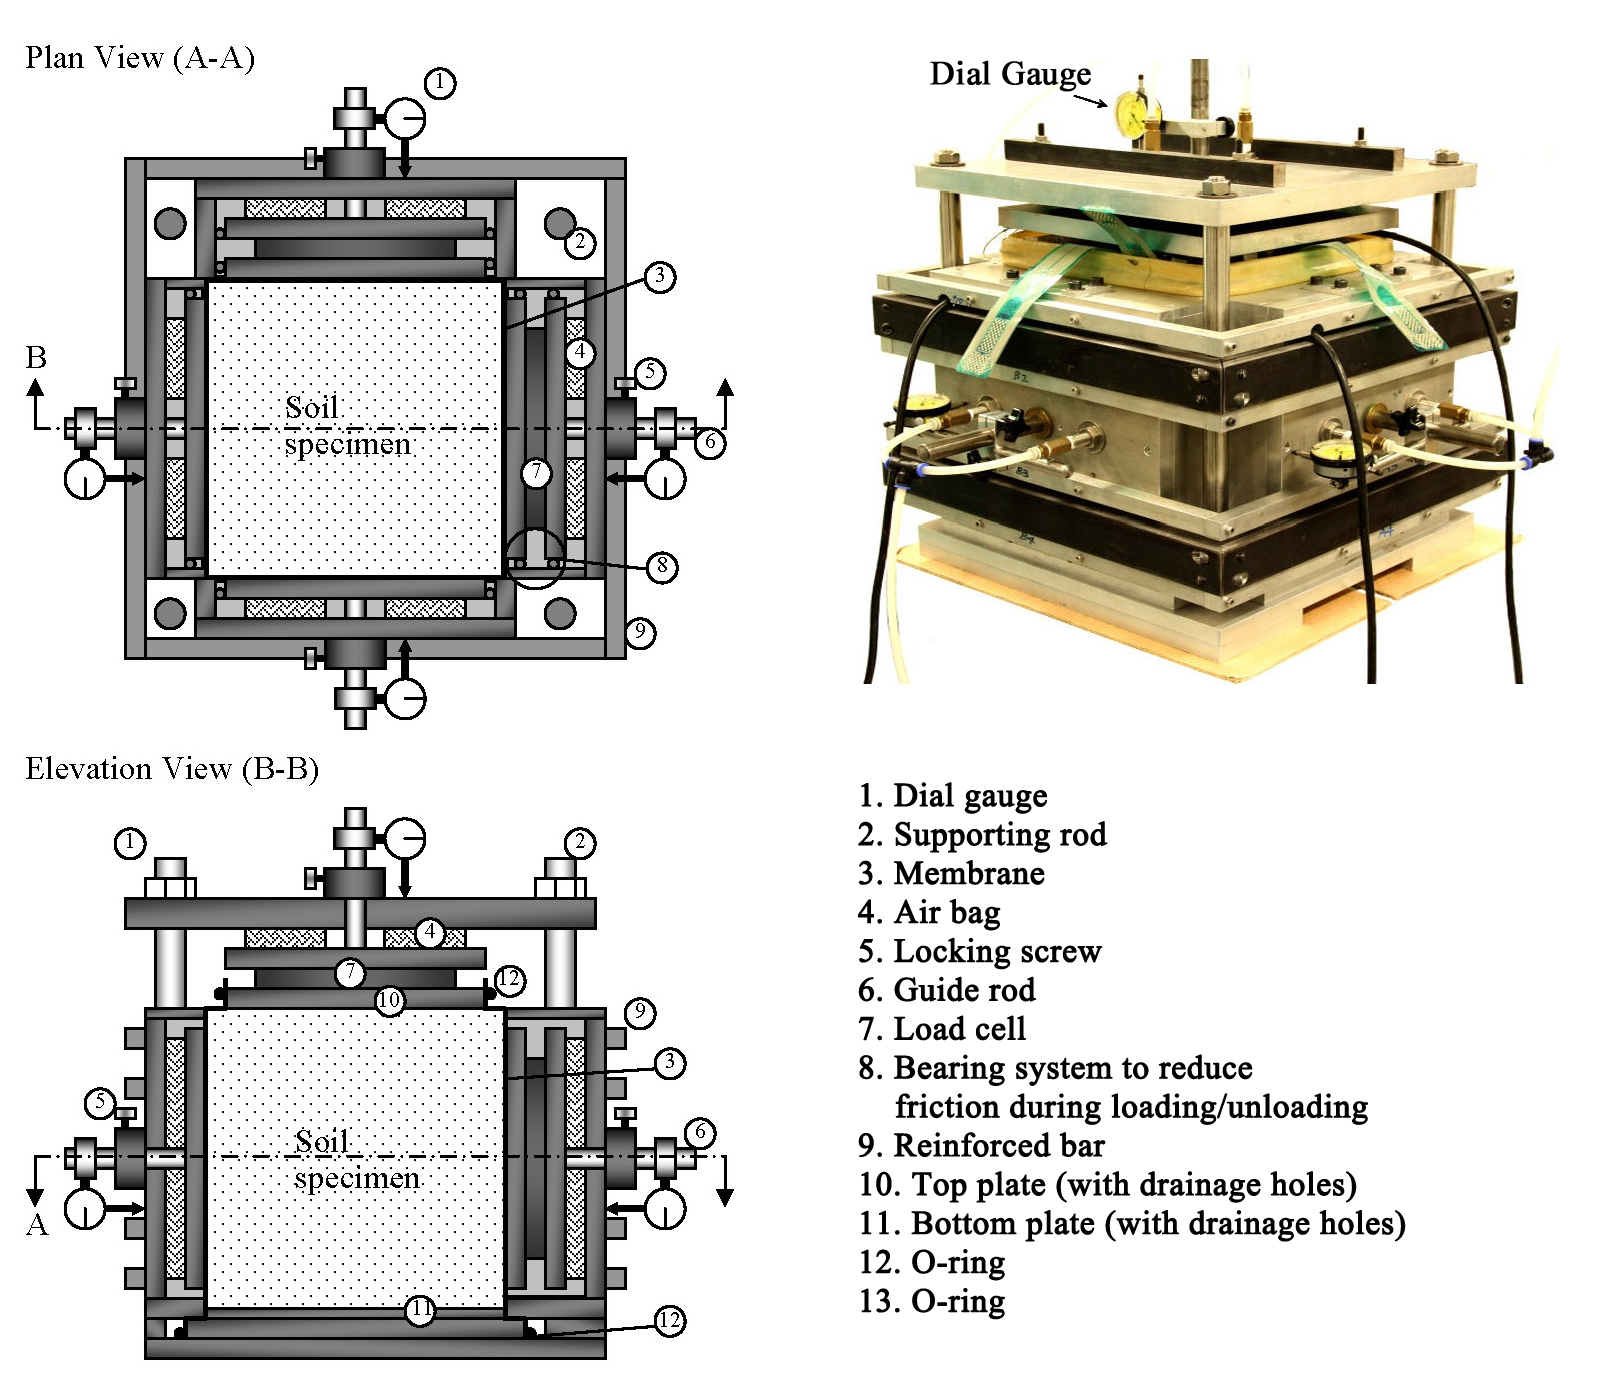 Plan View (A-A)
1
2
3
4
B
5
6
Soil
specimen
7
8
9
Dial Gauge
B2
B3
B4
A4
Elevation View (B-B)
1
2
4
7
12
10
9
3
5
6
Soil
specimen
A
11
12
1. Dial gauge
2. Supporting rod
3. Membrane
4. Air bag
5. Locking screw
6. Guide rod
7. Load cell
8. Bearing system to reduce
friction during loading/unloading
9. Reinforced bar
10. Top plate (with drainage holes)
11. Bottom plate (with drainage holes)
12. O-ring
13. O-ring